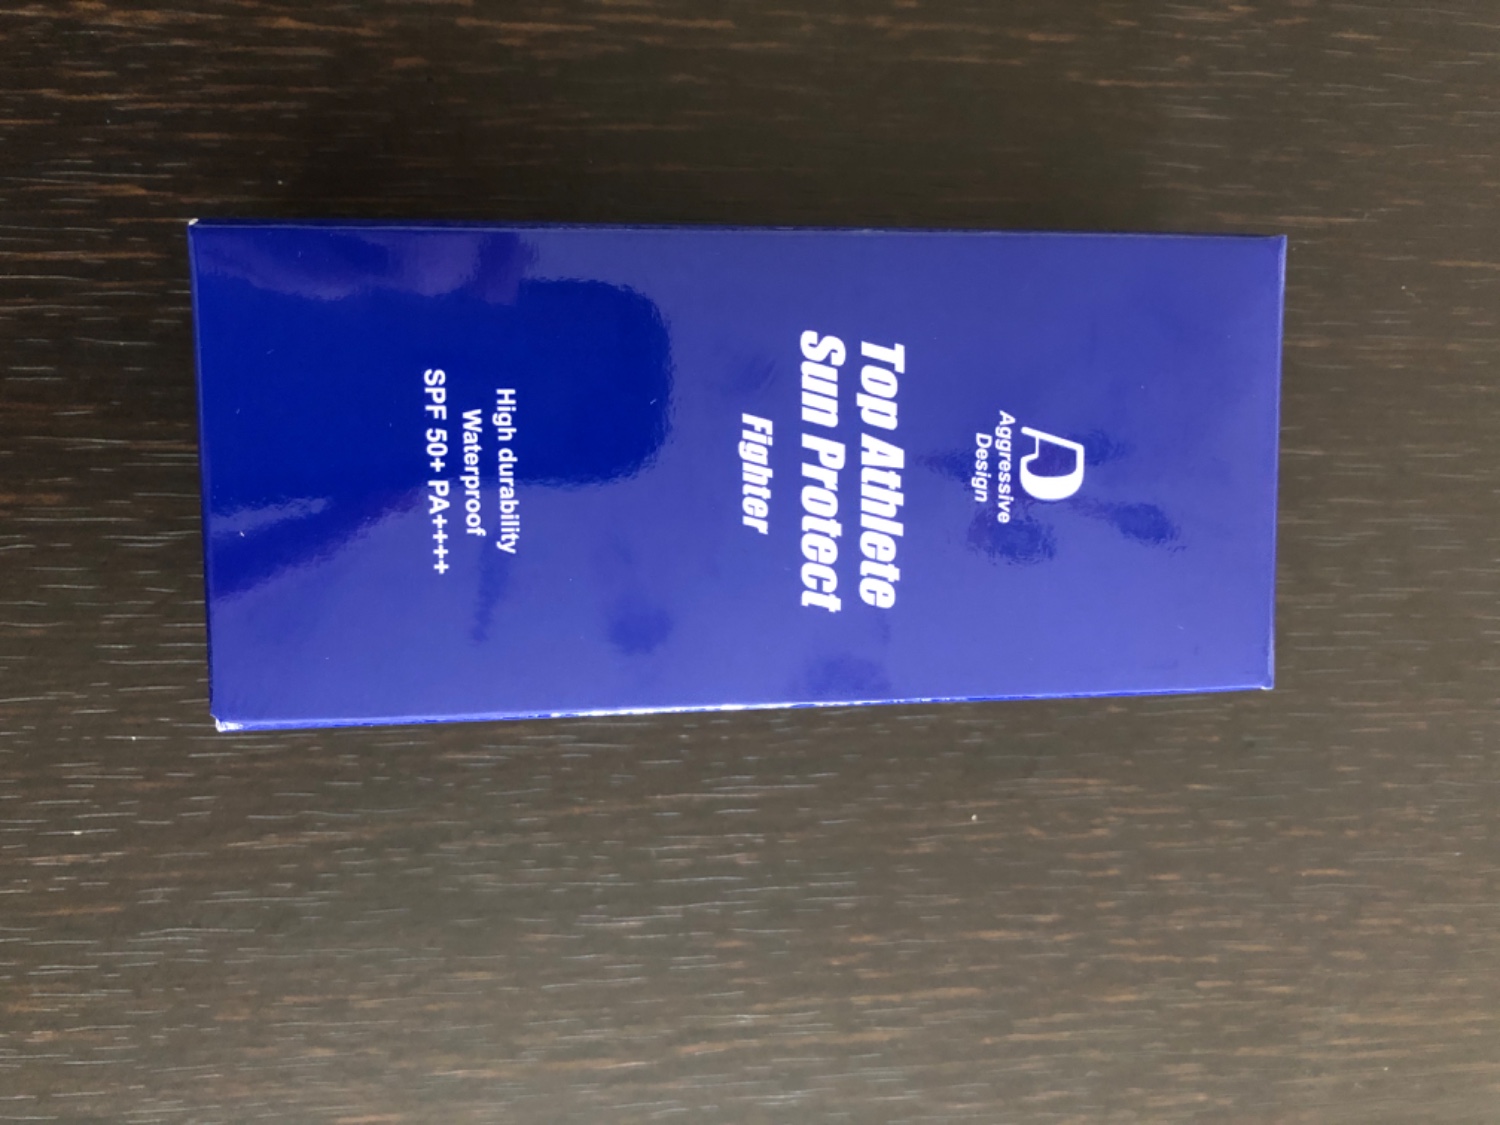 Aggressive
Design
Top Athlete
Sun Protect
Fighter
High durability
Waterproof
SPF 50+ PA++++